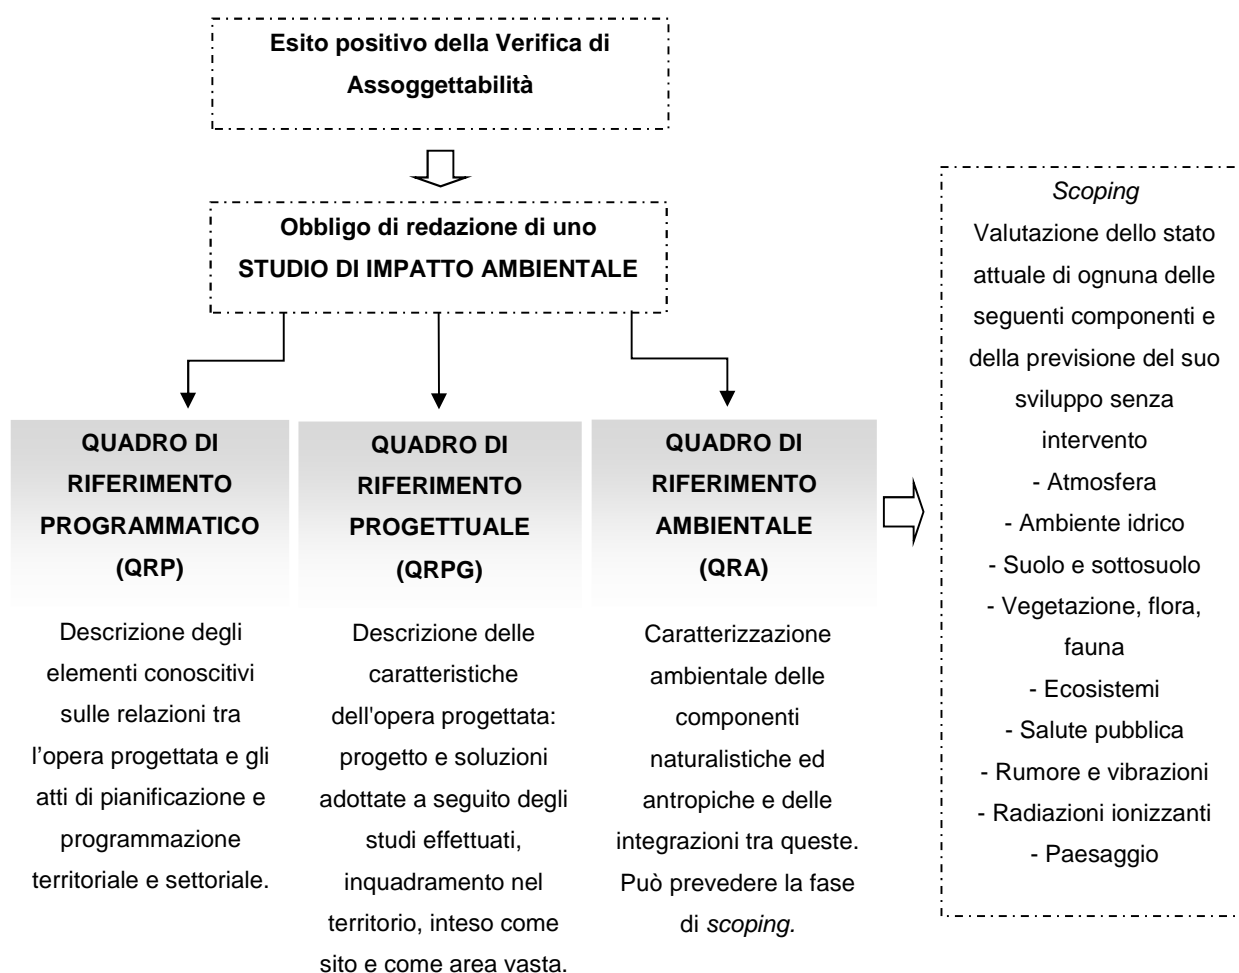 Esito positivo della Verifica di
Assoggettabilità
Obbligo di redazione di uno
STUDIO DI IMPATTO AMBIENTALE
QUADRO DI
RIFERIMENTO
PROGRAMMATICO
(QRP)
Descrizione degli
elementi conoscitivi
sulle relazioni tra
l’opera progettata e gli
atti di pianificazione e
programmazione
territoriale e settoriale.
QUADRO DI
RIFERIMENTO
PROGETTUALE
(QRPG)
Descrizione delle
caratteristiche
dell'opera progettata:
progetto e soluzioni
adottate a seguito degli
studi effettuati,
inquadramento nel
territorio, inteso come
sito e come area vasta.
QUADRO DI
RIFERIMENTO
AMBIENTALE
(QRA)
Caratterizzazione
ambientale delle
componenti
naturalistiche ed
antropiche e delle
integrazioni tra queste.
Può prevedere la fase
di scoping.
Scoping
Valutazione dello stato
attuale di ognuna delle
seguenti componenti e
della previsione del suo
sviluppo senza
intervento
- Atmosfera
- Ambiente idrico
- Suolo e sottosuolo
- Vegetazione, flora,
fauna
- Ecosistemi
- Salute pubblica
- Rumore e vibrazioni
- Radiazioni ionizzanti
- Paesaggio